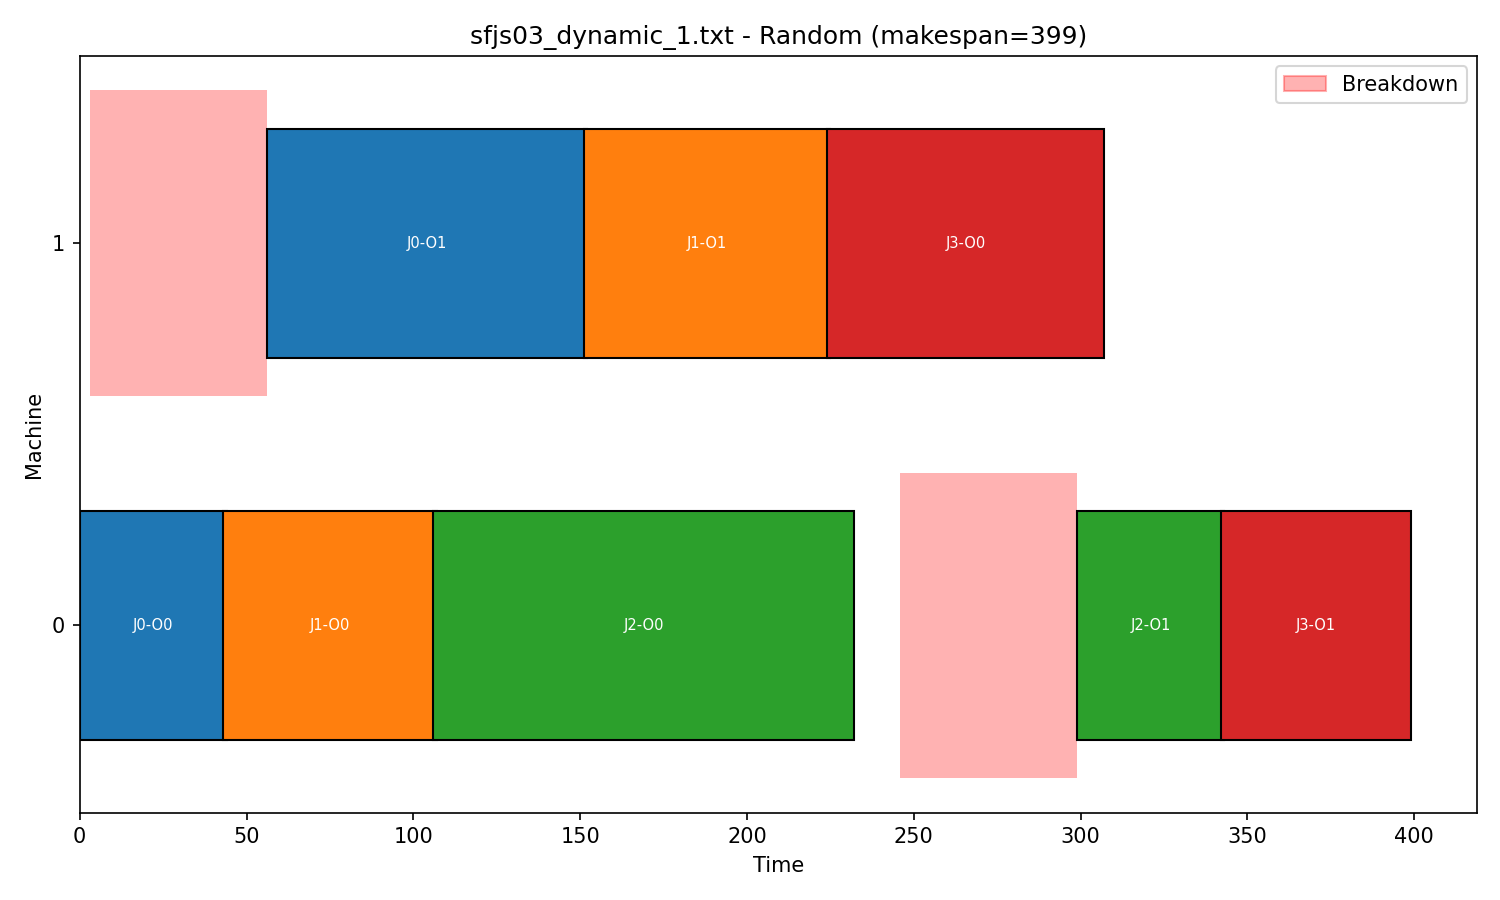 sfjs03_dynamic_1.txt - Random (makespan=399)
Breakdown
1
J0-O1 J1-O1 J3-O0
Machine
0
J0-O0 J1-O0 J2-O0 J2-O1 J3-O1
0 50 100 150 200 250 300 350 400
Time